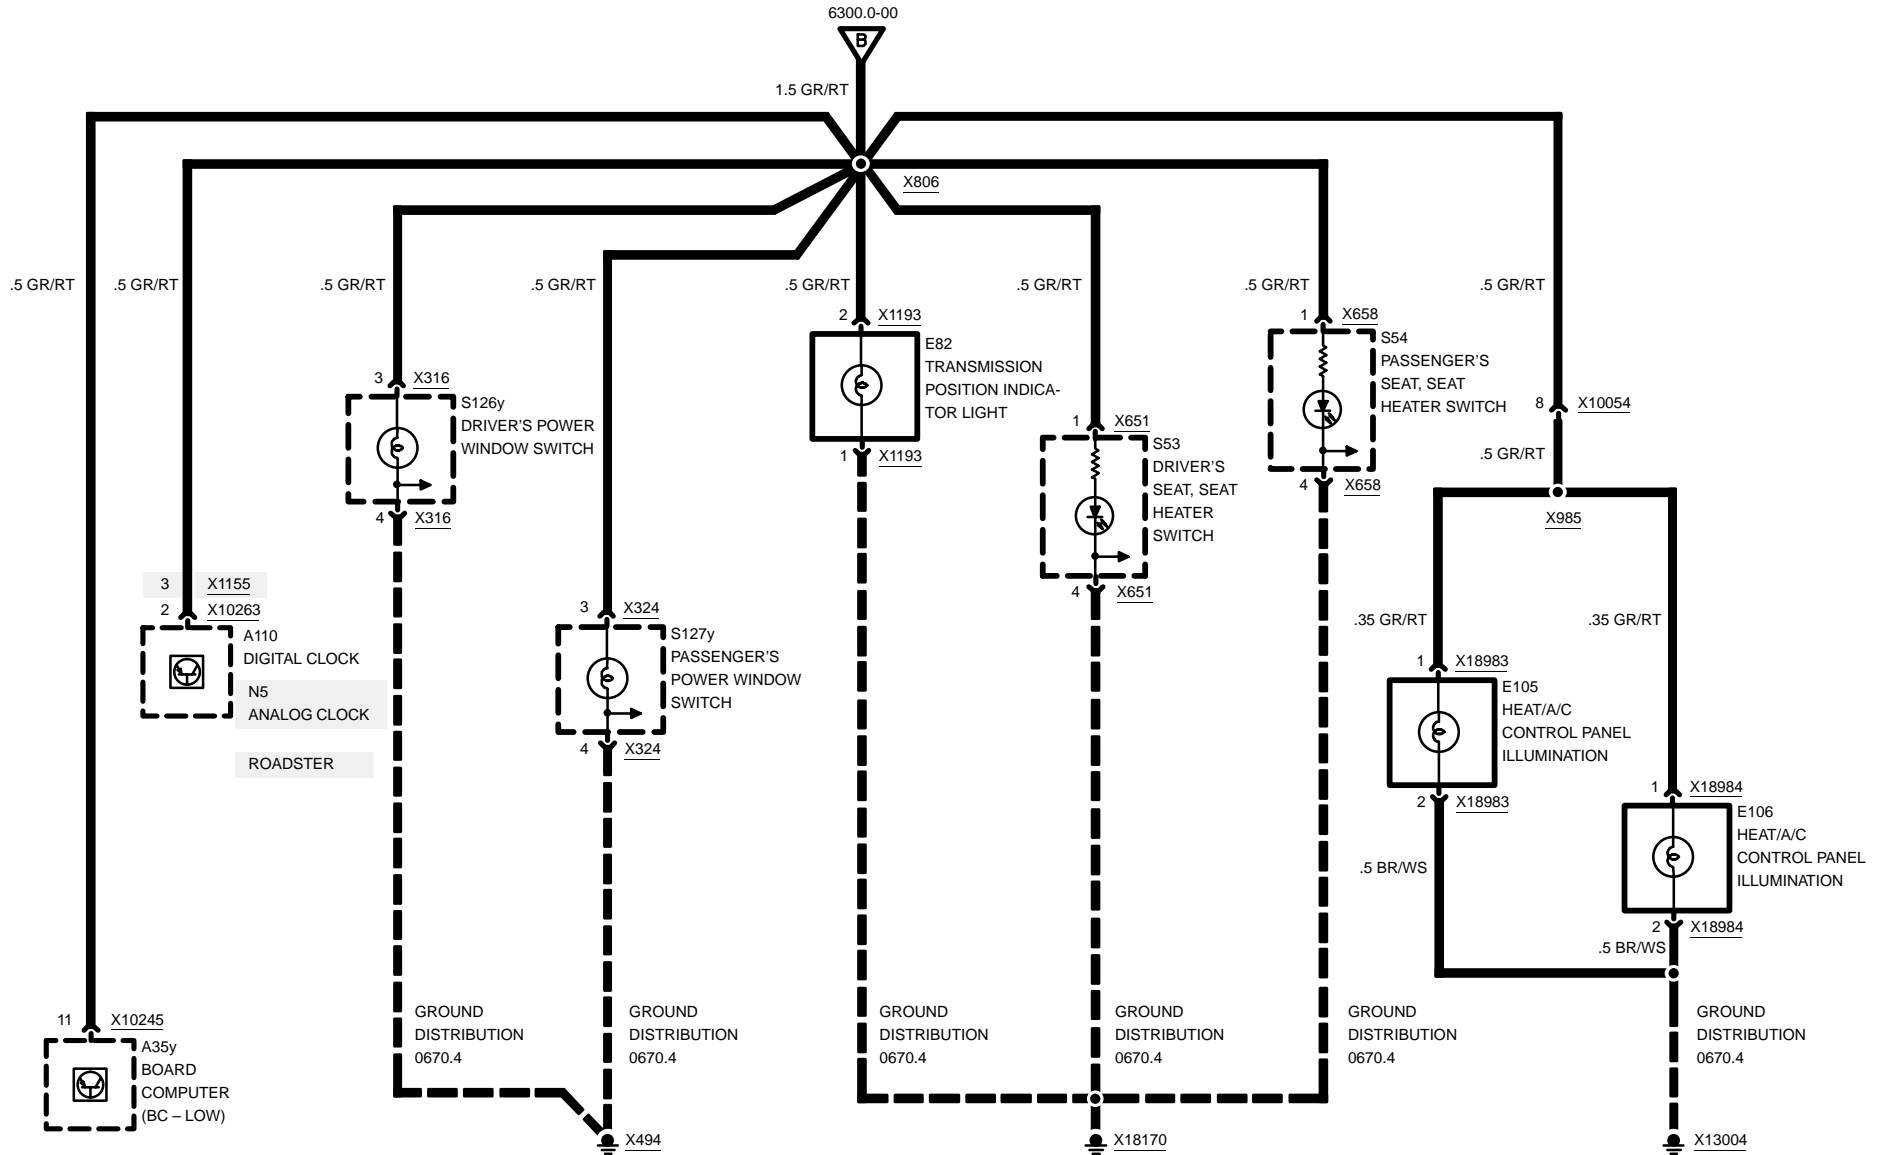 6300.0-00
B
1.5 GR/RT
X806
.5 GR/RT
.5 GR/RT
.5 GR/RT
.5 GR/RT
.5 GR/RT
.5 GR/RT
.5 GR/RT
.5 GR/RT
2 X1193
E82
TRANSMISSION
POSITION INDICA-
TOR LIGHT
1 X1193
1 X658
S54
PASSENGER'S
SEAT, SEAT
HEATER SWITCH
4 X658
3 X316
S126y
DRIVER'S POWER
WINDOW SWITCH
4 X316
1 X651
S53
DRIVER'S
SEAT, SEAT
HEATER
SWITCH
4 X651
8 X10054
.5 GR/RT
X985
3 X1155
2 X10263
A110
DIGITAL CLOCK
N5
ANALOG CLOCK
ROADSTER
3 X324
S127y
PASSENGER'S
POWER WINDOW
SWITCH
4 X324
.35 GR/RT
.35 GR/RT
1 X18983
E105
HEAT/A/C
CONTROL PANEL
ILLUMINATION
2 X18983
1 X18984
E106
HEAT/A/C
CONTROL PANEL
ILLUMINATION
2 X18984
.5 BR/WS
.5 BR/WS
11 X10245
A35y
BOARD
COMPUTER
(BC – LOW)
GROUND
DISTRIBUTION
0670.4
GROUND
DISTRIBUTION
0670.4
GROUND
DISTRIBUTION
0670.4
GROUND
DISTRIBUTION
0670.4
GROUND
DISTRIBUTION
0670.4
GROUND
DISTRIBUTION
0670.4
X494
X18170
X13004